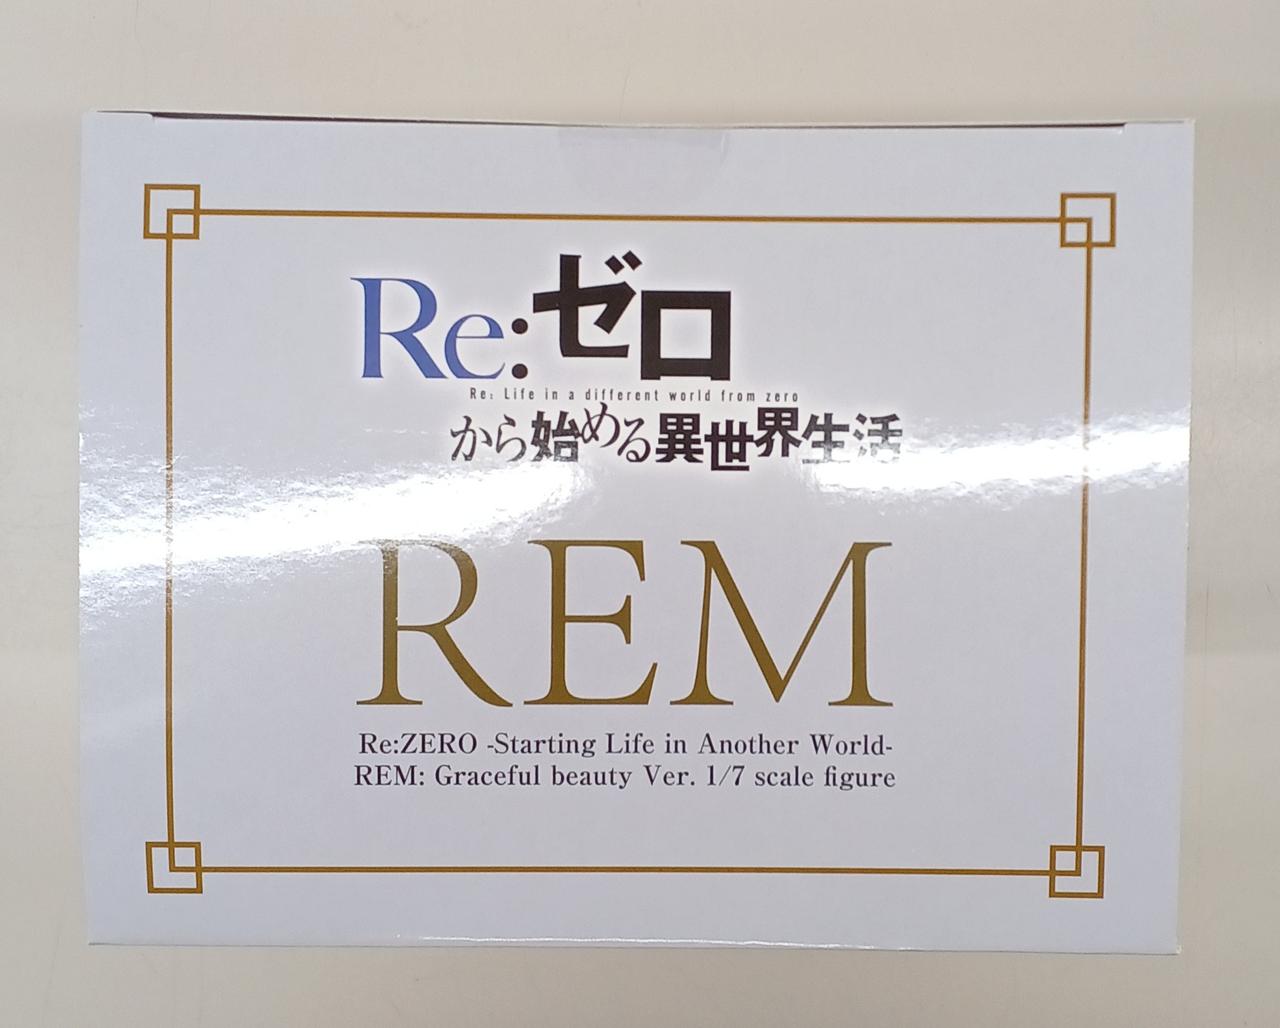 Re:ゼロ
Re: Life in a different world from zero
から始める異世界生活
REM
Re:ZERO -Starting Life in Another World-
REM: Graceful beauty Ver. 1/7 scale figure